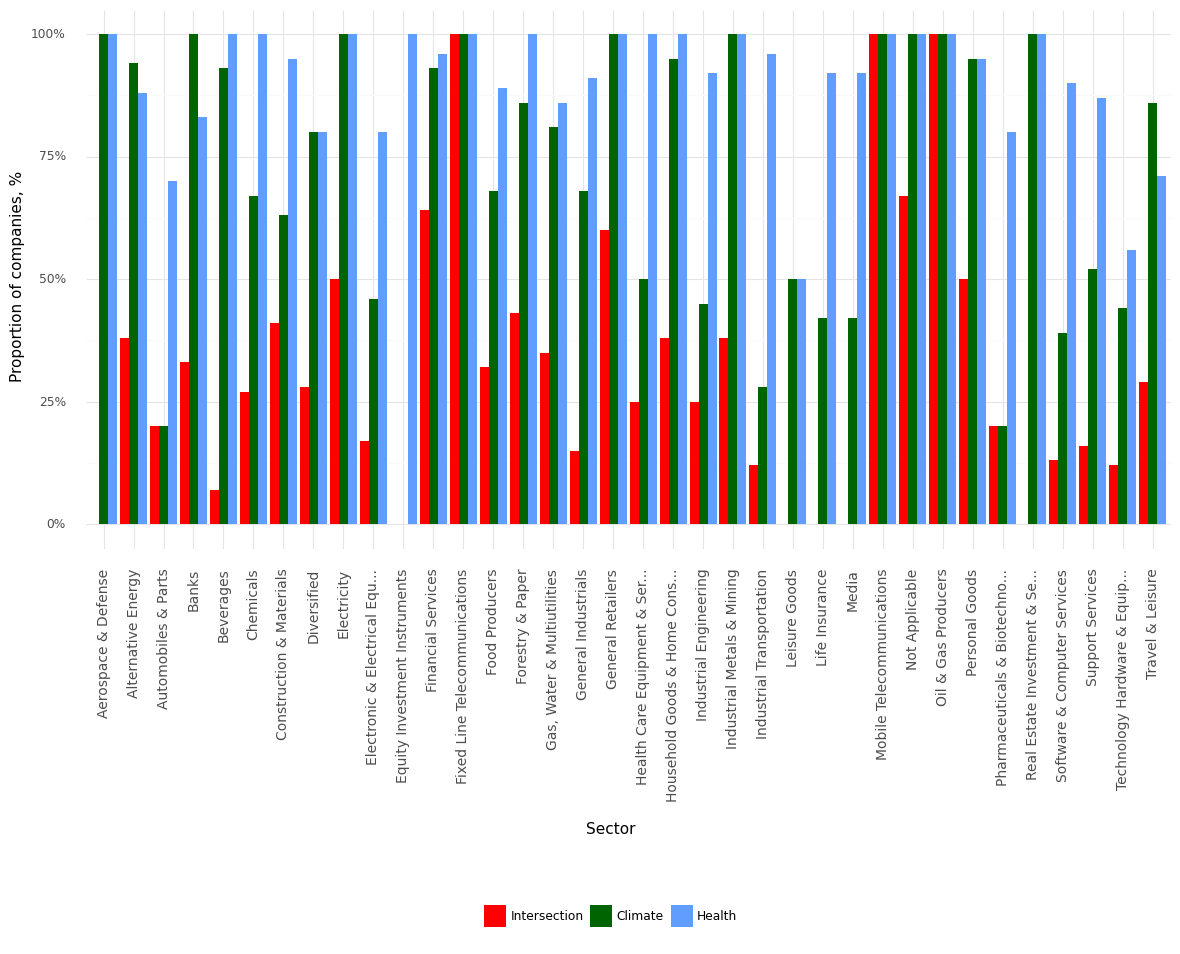 Proportion of companies, %
100%
75%
50%
25%
0%
Aerospace & Defense
Alternative Energy
Automobiles & Parts
Banks
Beverages
Chemicals
Construction & Materials
Diversified
Electricity
Electronic & Electrical Equ...
Equity Investment Instruments
Financial Services
Fixed Line Telecommunications
Food Producers
Forestry & Paper
Gas, Water & Multiutilities
General Industrials
General Retailers
Health Care Equipment & Ser...
Household Goods & Home Cons...
Industrial Engineering
Industrial Metals & Mining
Industrial Transportation
Leisure Goods
Life Insurance
Media
Mobile Telecommunications
Not Applicable
Oil & Gas Producers
Personal Goods
Pharmaceuticals & Biotechno...
Real Estate Investment & Se...
Software & Computer Services
Support Services
Technology Hardware & Equip...
Travel & Leisure
Sector
Intersection Climate Health